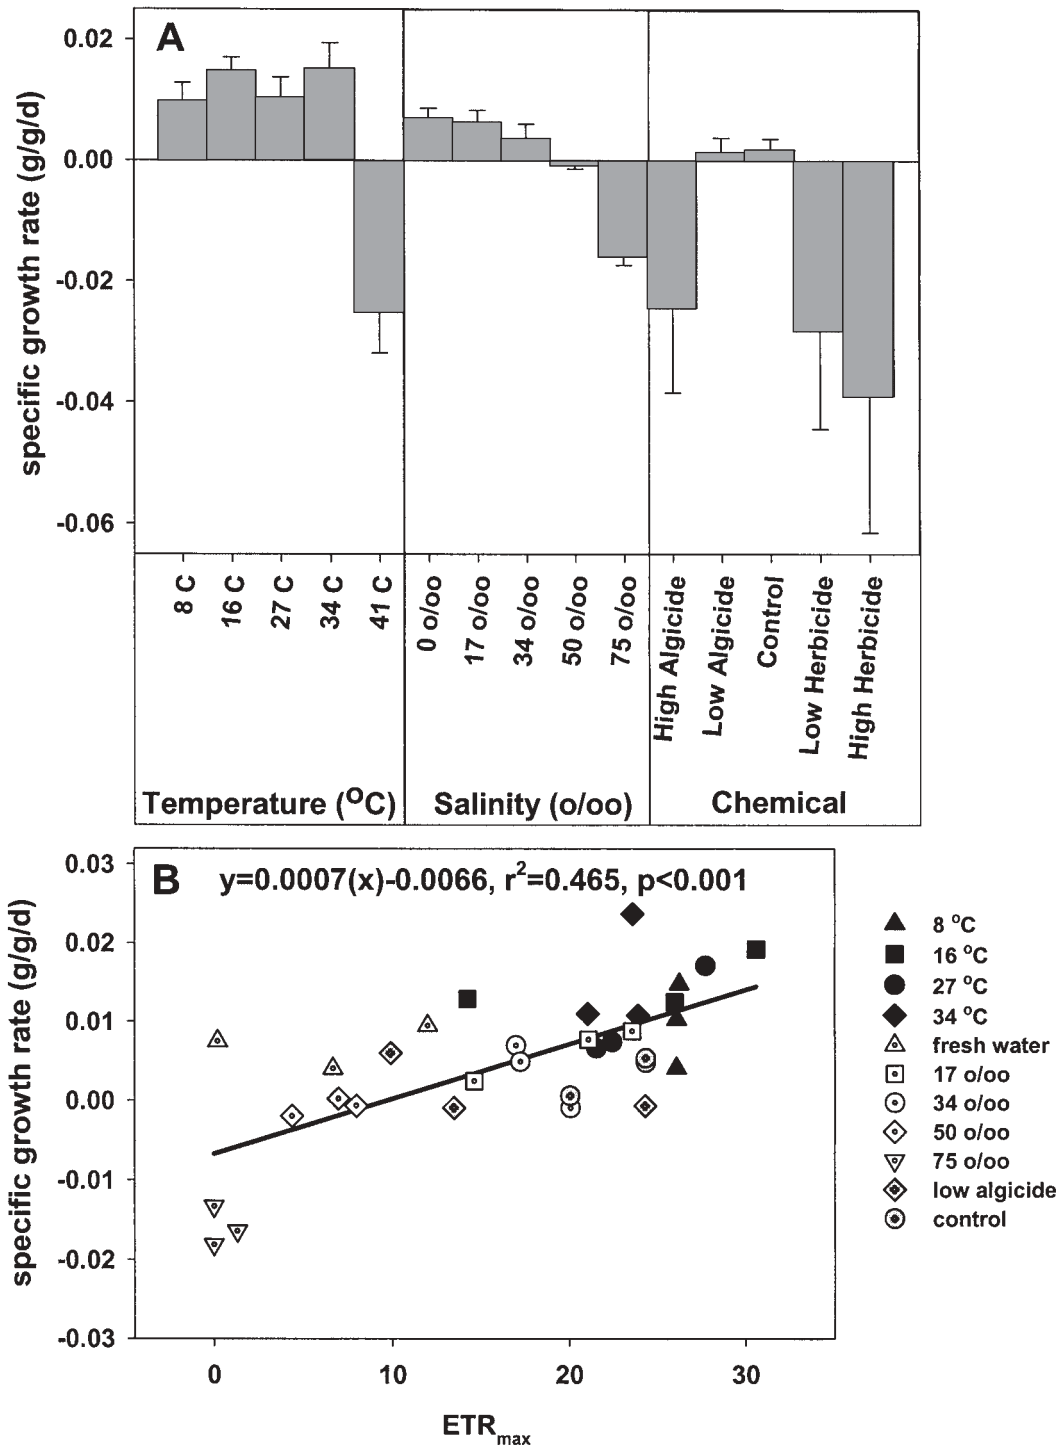 A
specific growth rate (g/g/d)
0.02
0.00
-0.02
-0.04
-0.06
8 C
16 C
27 C
34 C
41 C
0 o/oo
17 o/oo
34 o/oo
50 o/oo
75 o/oo
High Algicide
Low Algicide
Control
Low Herbicide
High Herbicide
Temperature (ºC)
Salinity (o/oo)
Chemical
B
y=0.0007(x)-0.0066, r²=0.465, p<0.001
specific growth rate (g/g/d)
0.03
0.02
0.01
0.00
-0.01
-0.02
-0.03
0 10 20 30
ETRmax
8 ºC
16 ºC
27 ºC
34 ºC
fresh water
17 o/oo
34 o/oo
50 o/oo
75 o/oo
low algicide
control